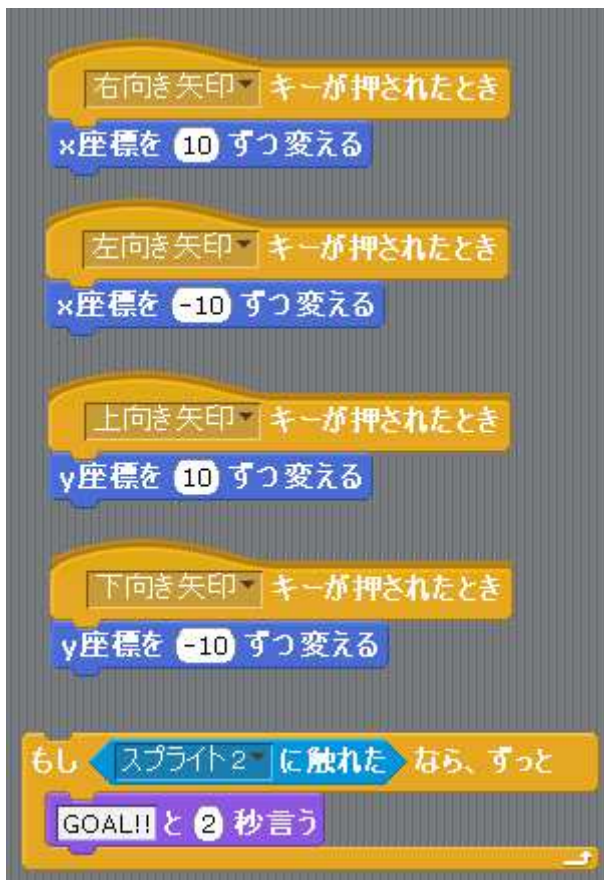 右向き矢印 キーが押されたとき
x座標を 10 ずつ変える
左向き矢印 キーが押されたとき
x座標を -10 ずつ変える
上向き矢印 キーが押されたとき
y座標を 10 ずつ変える
下向き矢印 キーが押されたとき
y座標を -10 ずつ変える
もし スプライト2 に触れた なら、ずっと
GOAL!! と 2 秒言う